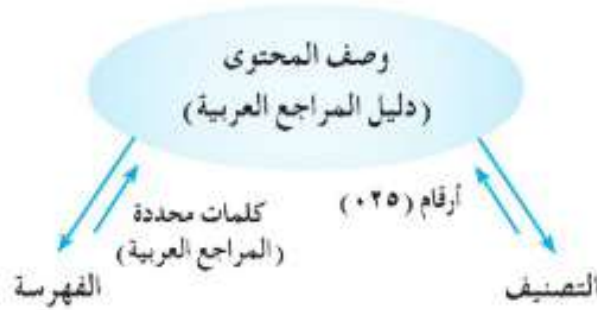 وصف المحتوى
(دليل المراجع العربية)
أرقام (٠٢٥)
كلمات محددة
(المراجع العربية)
التصنيف
الفهرسة